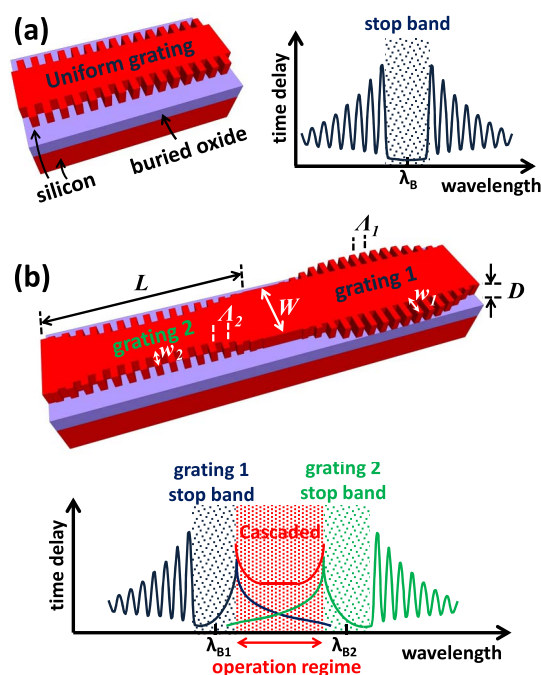 (a)
Uniform grating
silicon
buried oxide
time delay
stop band
λB
wavelength
(b)
L
Λ1
grating 1
W
w1
D
Λ2
grating 2
w2
grating 1
stop band
grating 2
stop band
Cascaded
time delay
λB1
λB2
wavelength
operation regime